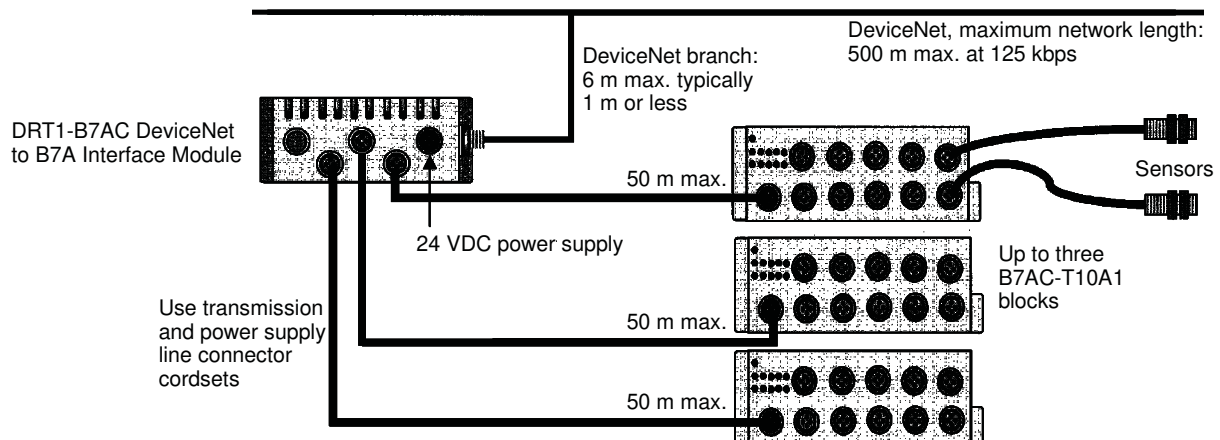 DeviceNet, maximum network length:
500 m max. at 125 kbps
DeviceNet branch:
6 m max. typically
1 m or less
DRT1-B7AC DeviceNet
to B7A Interface Module
50 m max.
Sensors
24 VDC power supply
Up to three
B7AC-T10A1
blocks
Use transmission
and power supply
line connector
cordsets
50 m max.
50 m max.